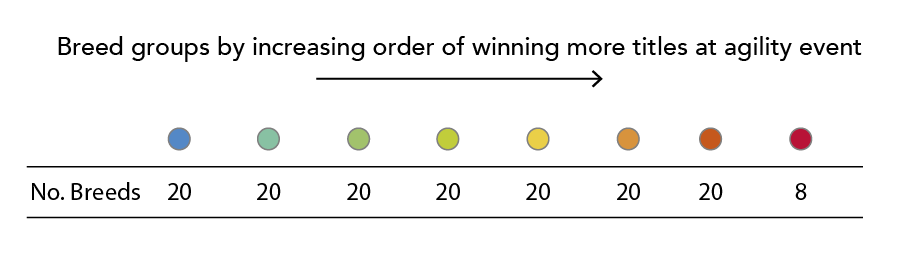 Breed groups by increasing order of winning more titles at agility event
No. Breeds 20 20 20 20 20 20 20 8